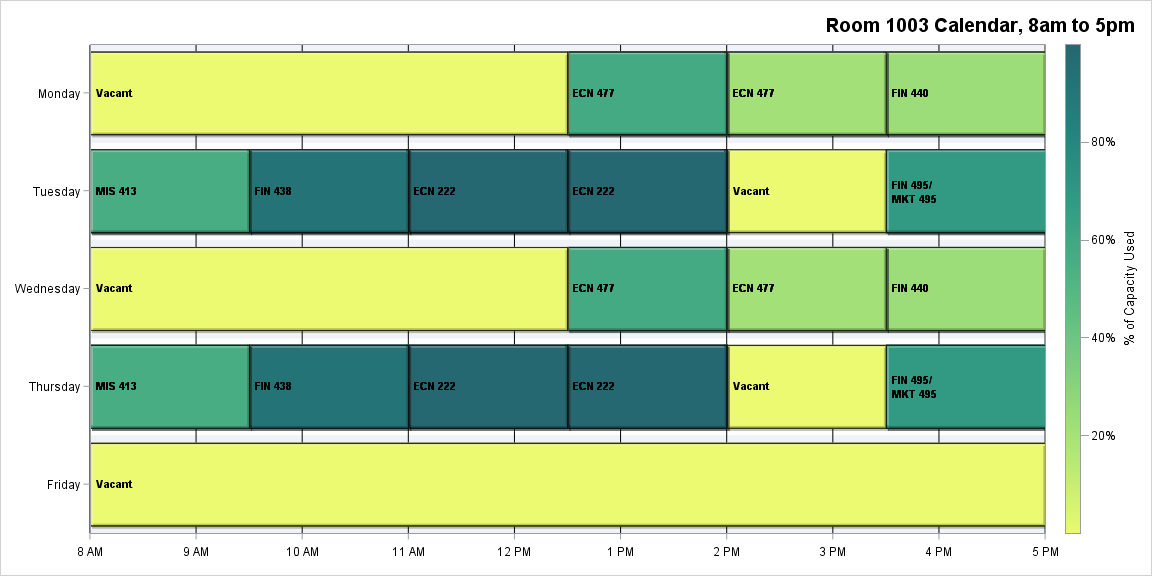 Room 1003 Calendar, 8am to 5pm
Monday
Vacant
ECN 477
ECN 477
FIN 440
Tuesday
MIS 413
FIN 438
ECN 222
ECN 222
Vacant
FIN 495/
MKT 495
Wednesday
Vacant
ECN 477
ECN 477
FIN 440
Thursday
MIS 413
FIN 438
ECN 222
ECN 222
Vacant
FIN 495/
MKT 495
Friday
Vacant
8 AM
9 AM
10 AM
11 AM
12 PM
1 PM
2 PM
3 PM
4 PM
5 PM
80%
60%
40%
20%
% of Capacity Used